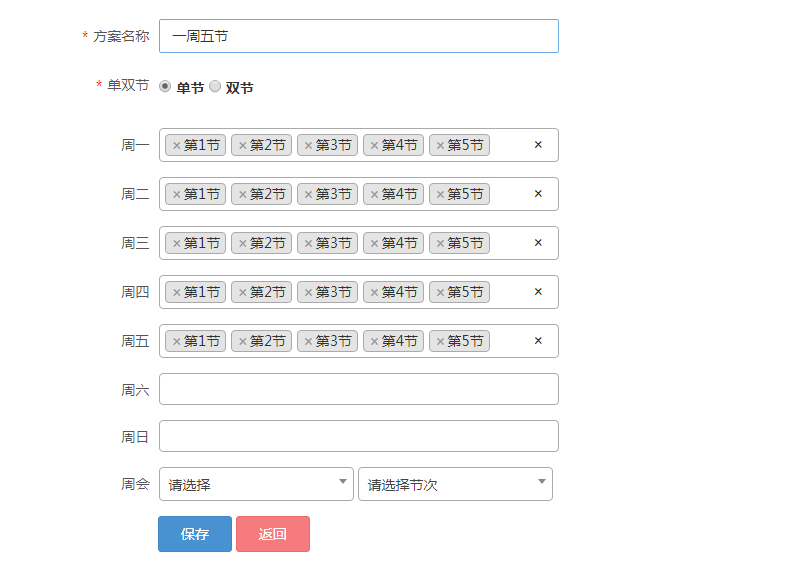 * 方案名称 一周五节
* 单双节 单节 双节
周一 ×第1节 ×第2节 ×第3节 ×第4节 ×第5节 ×
周二 ×第1节 ×第2节 ×第3节 ×第4节 ×第5节 ×
周三 ×第1节 ×第2节 ×第3节 ×第4节 ×第5节 ×
周四 ×第1节 ×第2节 ×第3节 ×第4节 ×第5节 ×
周五 ×第1节 ×第2节 ×第3节 ×第4节 ×第5节 ×
周六
周日
周会 请选择 请选择节次
保存 返回